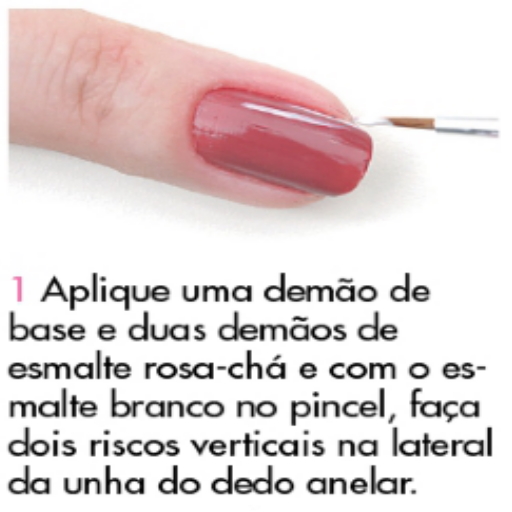 1 Aplique uma demão de
base e duas demãos de
esmalte rosa-chá e com o es-
malte branco no pincel, faça
dois riscos verticais na lateral
da unha do dedo anelar.